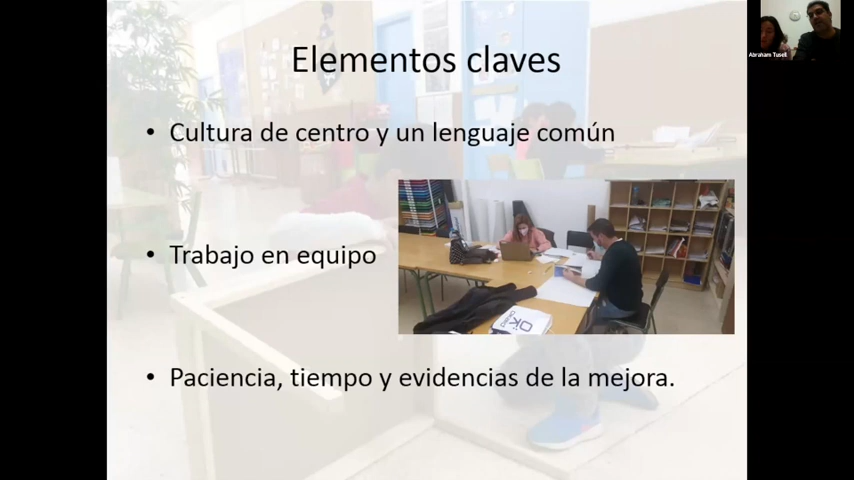 Elementos claves
• Cultura de centro y un lenguaje común
• Trabajo en equipo
• Paciencia, tiempo y evidencias de la mejora.
Abraham Tusell
OK